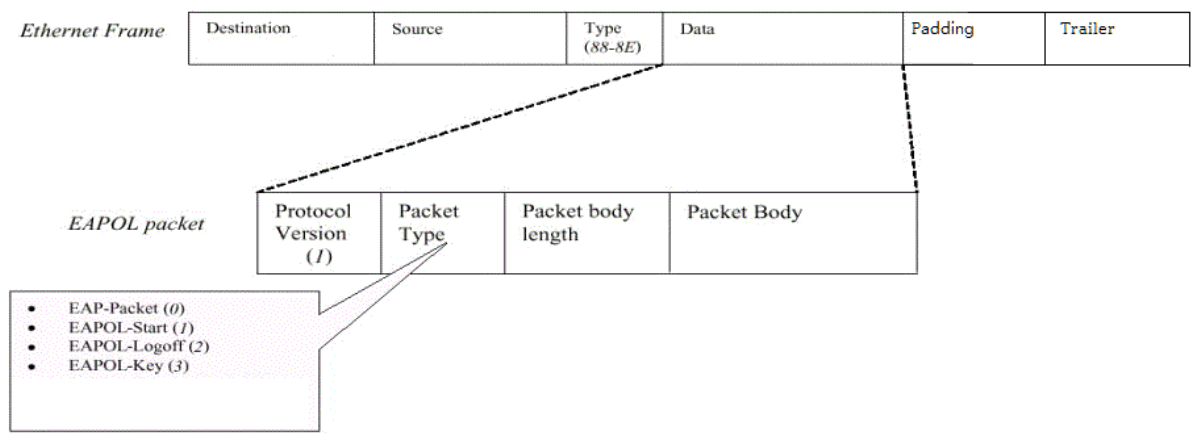 Ethernet Frame
Destination
Source
Type
(88-8E)
Data
Padding
Trailer
EAPOL packet
Protocol
Version
(1)
Packet
Type
Packet body
length
Packet Body
• EAP-Packet (0)
• EAPOL-Start (1)
• EAPOL-Logoff (2)
• EAPOL-Key (3)